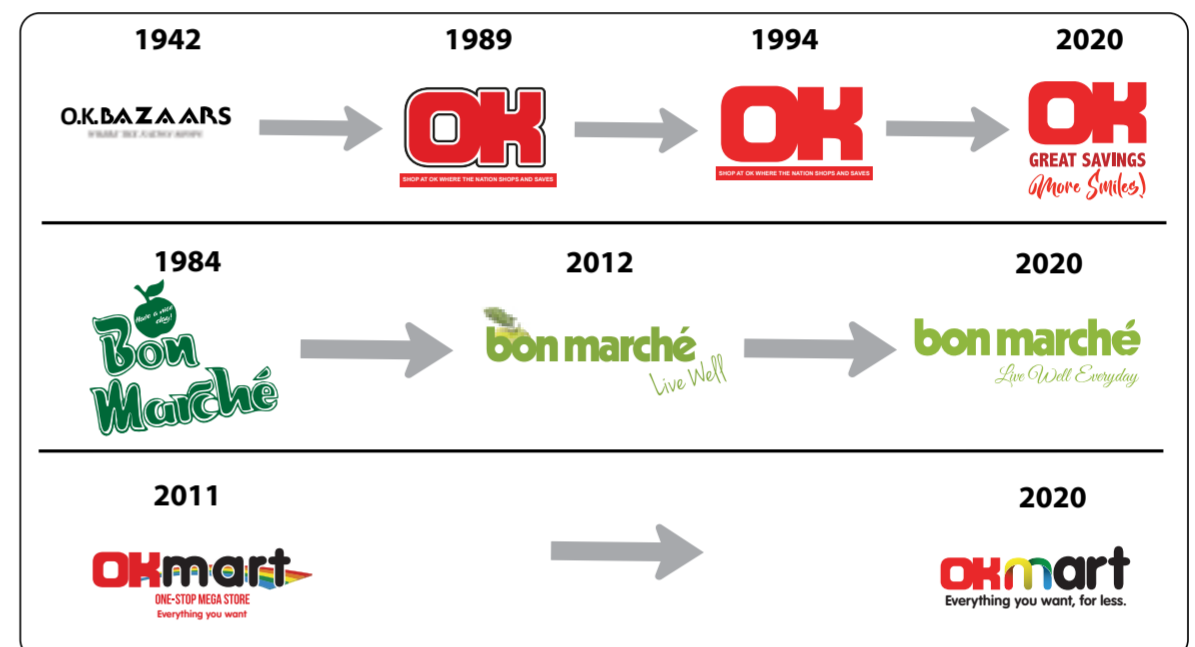 1942 1989 1994 2020
O.K.BAZAARS
OK
SHOP AT OK WHERE THE NATION SHOPS AND SAVES
OK
SHOP AT OK WHERE THE NATION SHOPS AND SAVES
OK
GREAT SAVINGS
(More Smiles)
1984 2012 2020
Have a nice
day!
Bon
Marché
bon marché
Live Well
bon marché
Live Well Everyday
2011 2020
OKmart
ONE-STOP MEGA STORE
Everything you want
OKmart
Everything you want, for less.